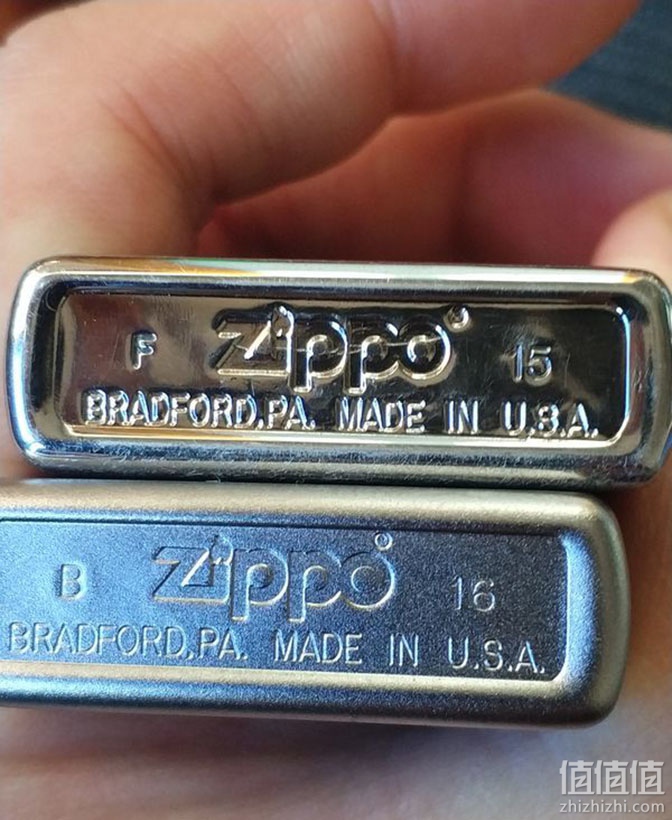 F Zippo® 15
BRADFORD,PA. MADE IN U.S.A.
B Zippo® 16
BRADFORD,PA. MADE IN U.S.A.
值值值
zhizhizhi.com